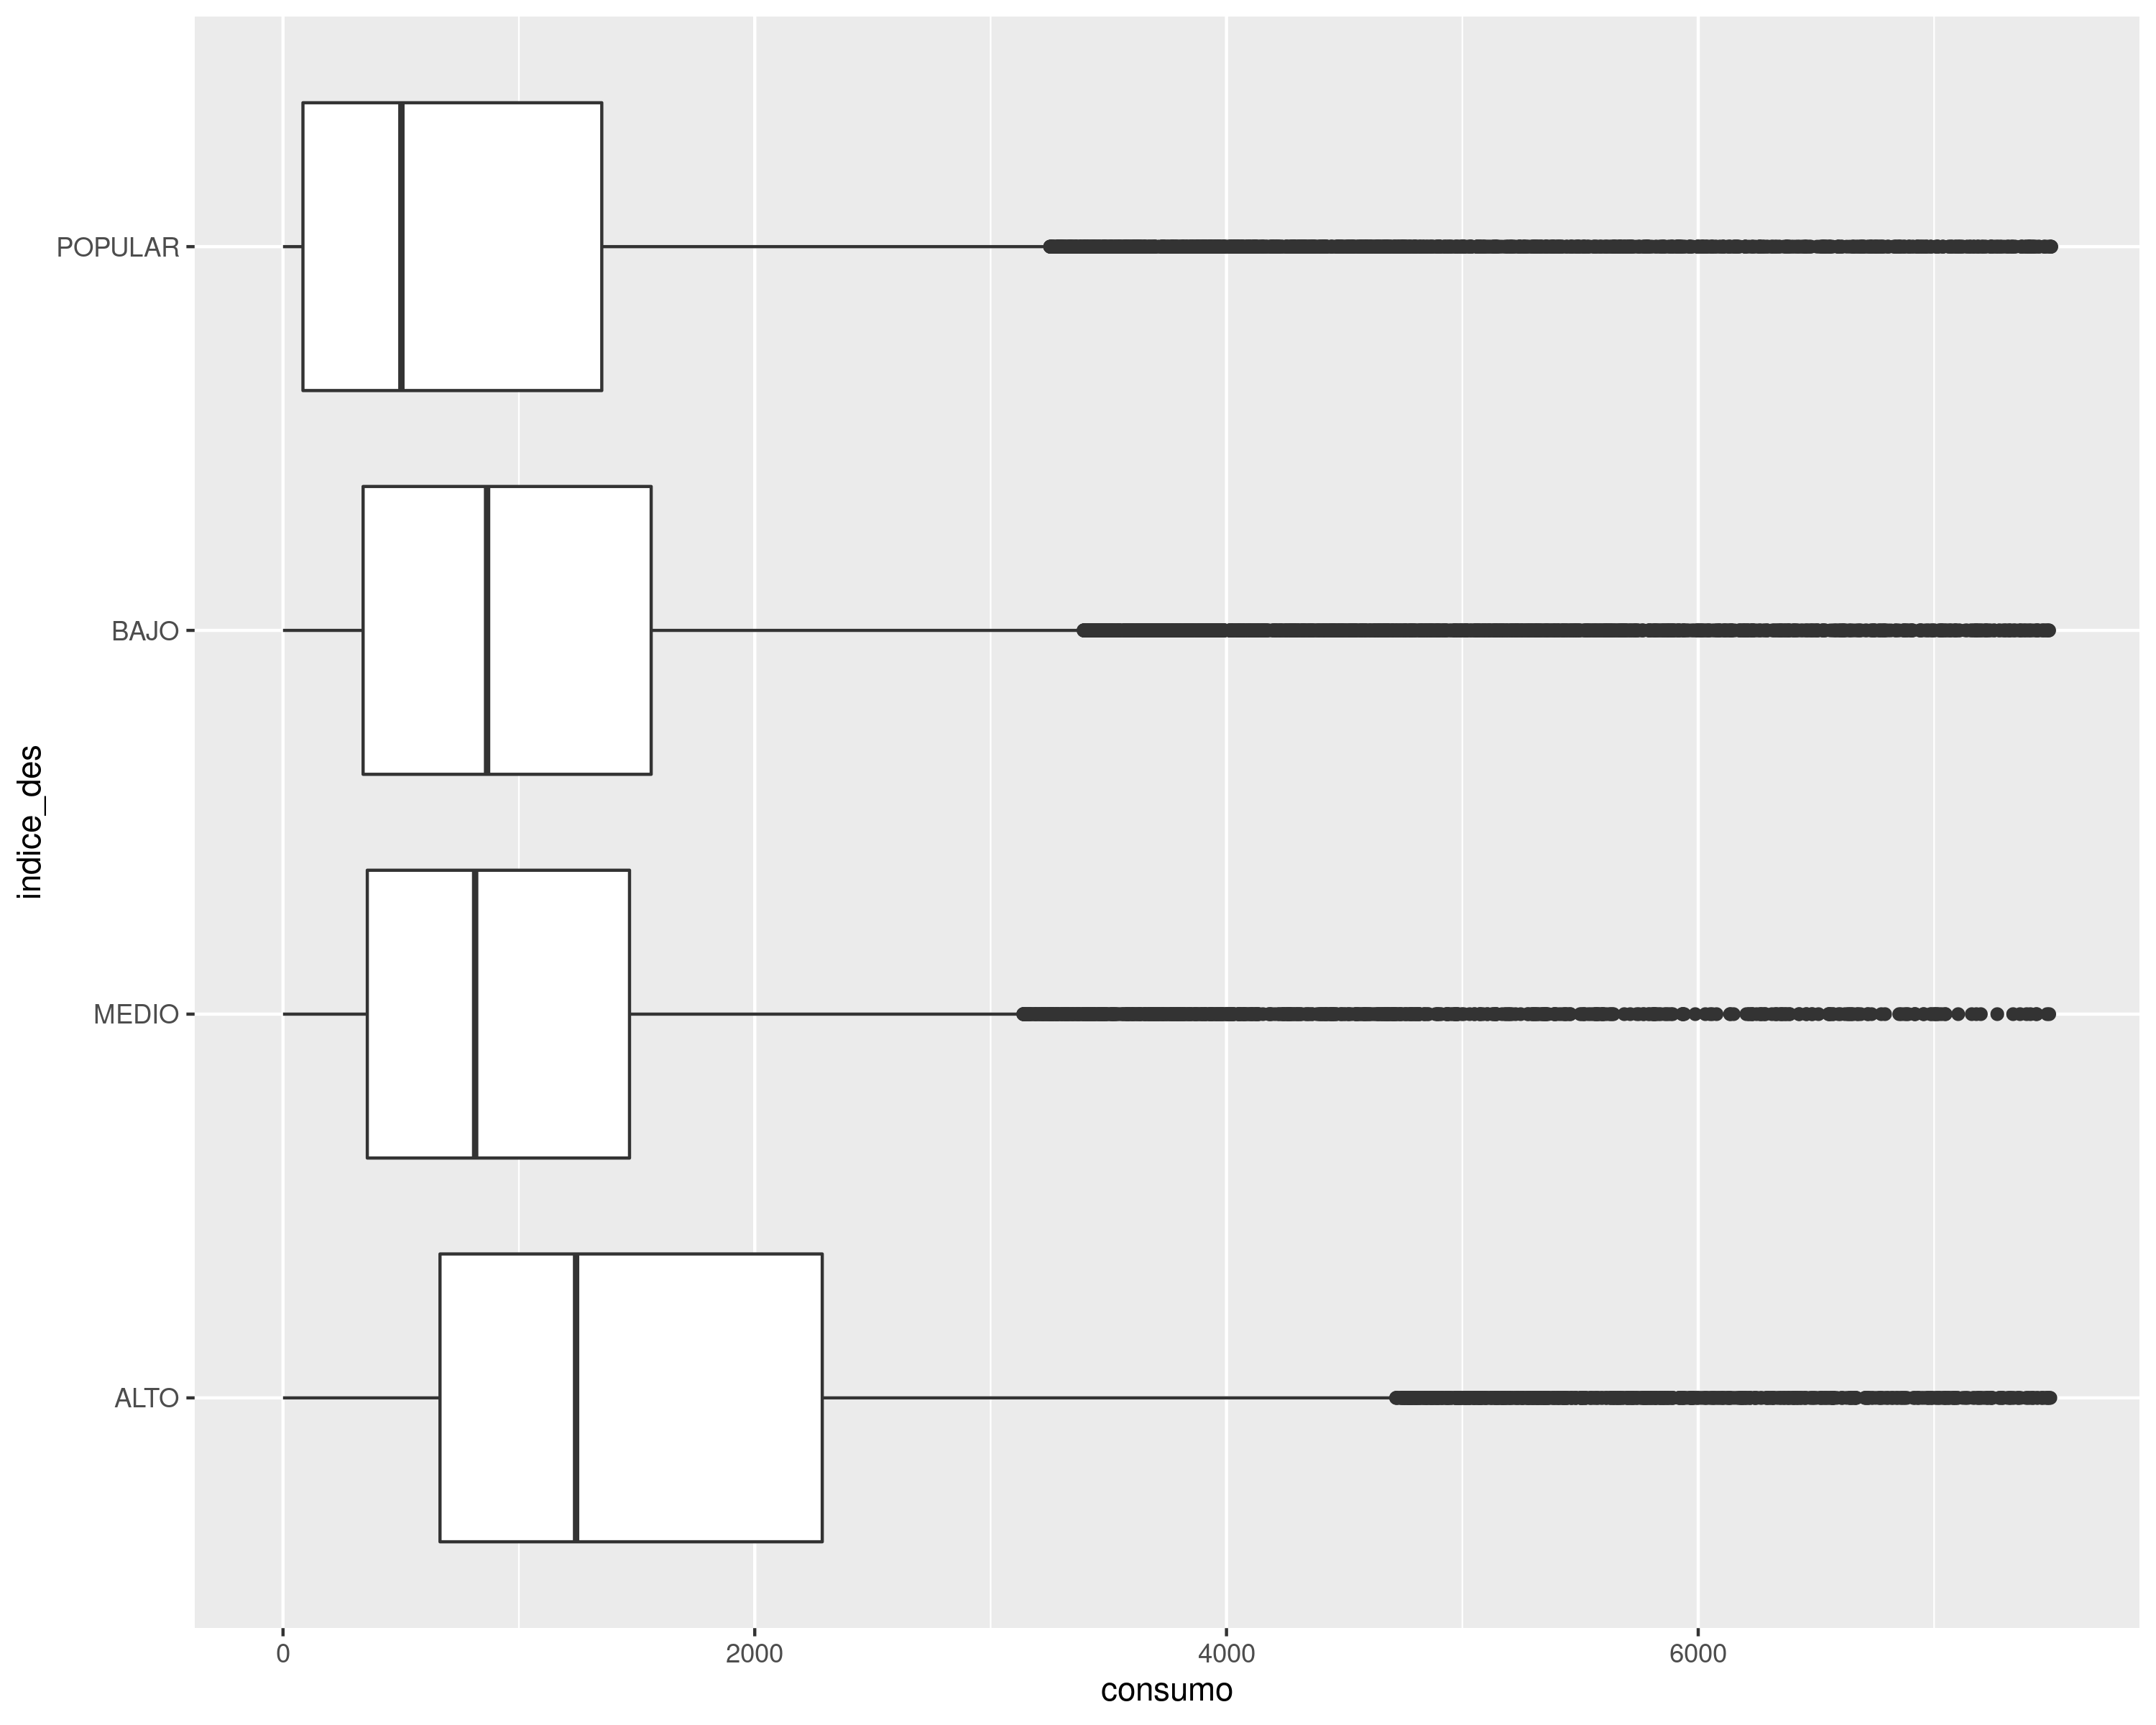 POPULAR
BAJO
MEDIO
ALTO
indice_des
0 2000 4000 6000
consumo